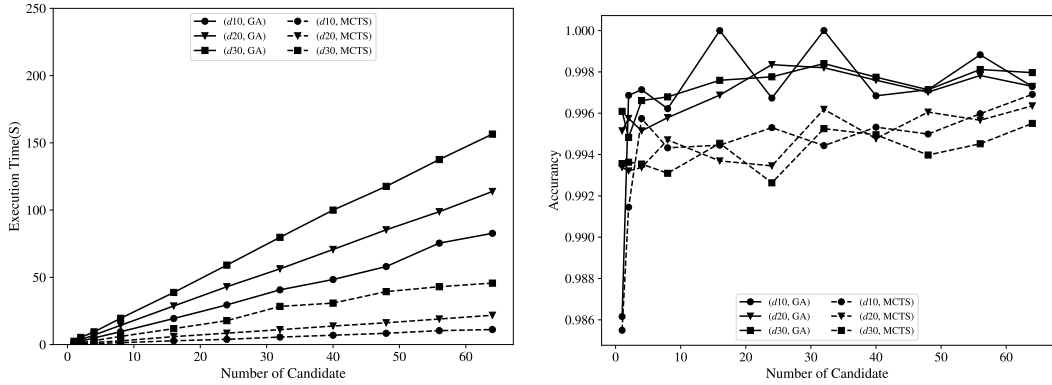 250
200
150
100
50
0
Execution Time(S)
(d10, GA)
(d20, GA)
(d30, GA)
(d10, MCTS)
(d20, MCTS)
(d30, MCTS)
0 10 20 30 40 50 60
Number of Candidate
1.000
0.998
0.996
0.994
0.992
0.990
0.988
0.986
Accurancy
(d10, GA)
(d20, GA)
(d30, GA)
(d10, MCTS)
(d20, MCTS)
(d30, MCTS)
0 10 20 30 40 50 60
Number of Candidate